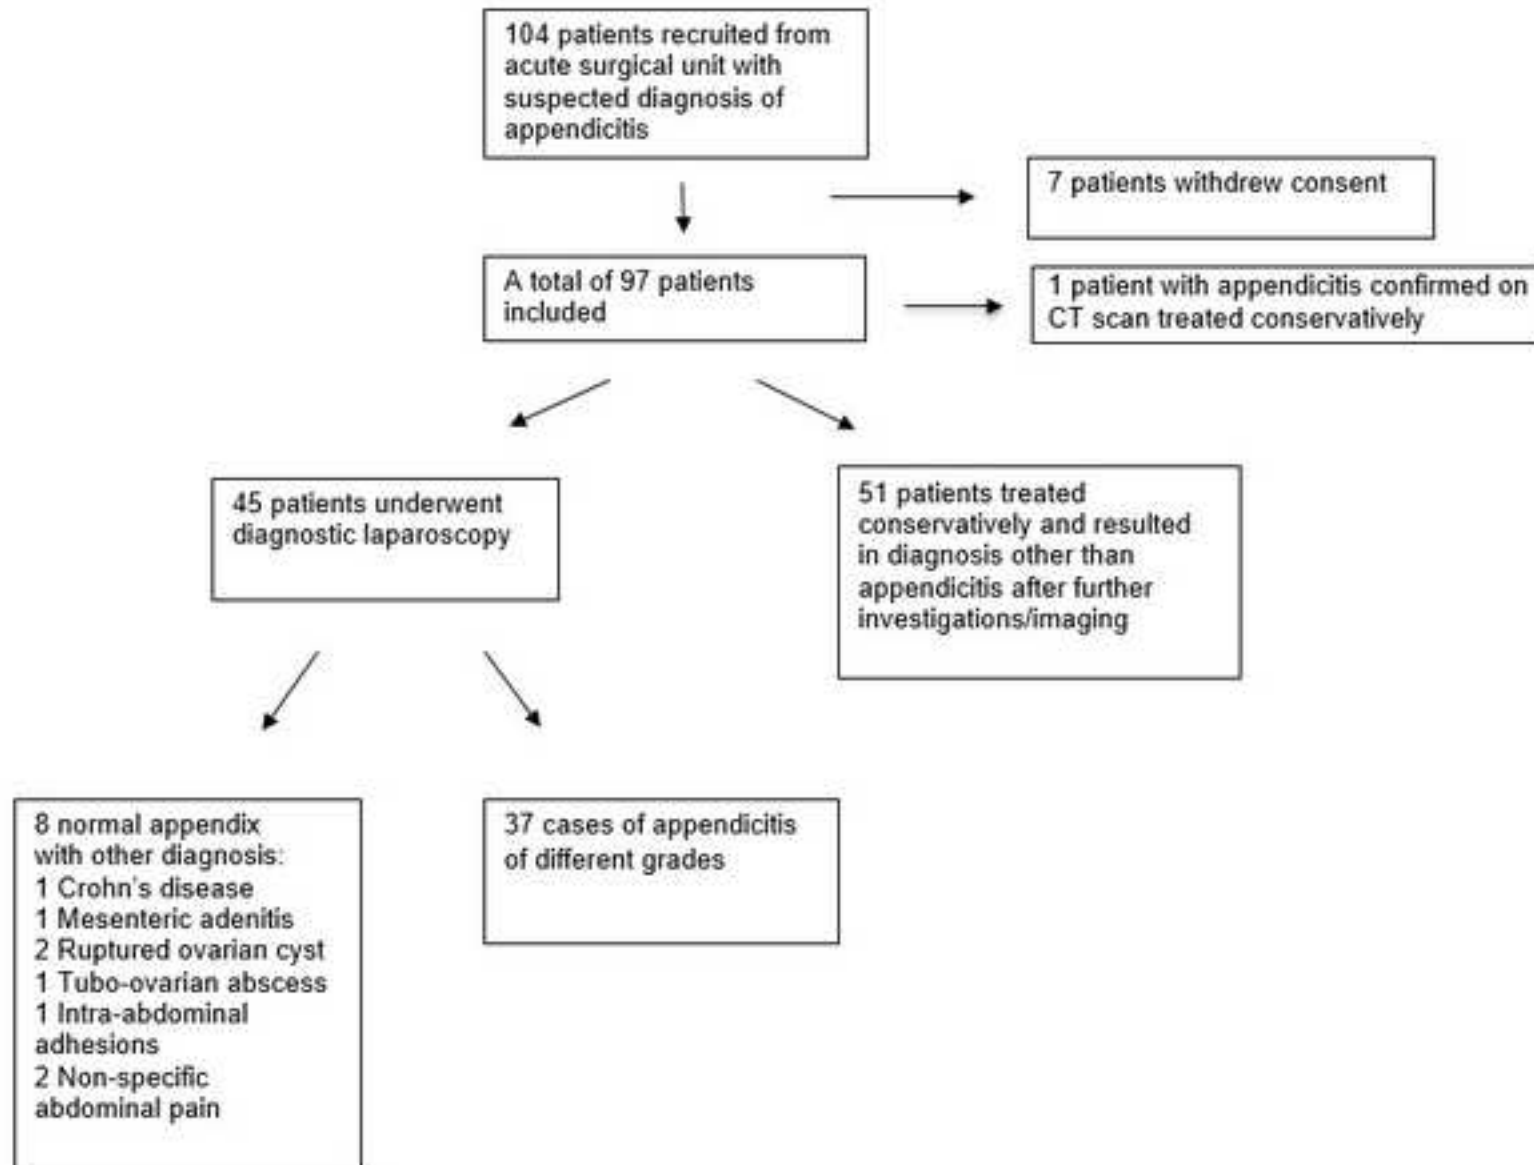 104 patients recruited from
acute surgical unit with
suspected diagnosis of
appendicitis
7 patients withdrew consent
A total of 97 patients
included
1 patient with appendicitis confirmed on
CT scan treated conservatively
45 patients underwent
diagnostic laparoscopy
51 patients treated
conservatively and resulted
in diagnosis other than
appendicitis after further
investigations/imaging
8 normal appendix
with other diagnosis:
1 Crohn's disease
1 Mesenteric adenitis
2 Ruptured ovarian cyst
1 Tubo-ovarian abscess
1 Intra-abdominal
adhesions
2 Non-specific
abdominal pain
37 cases of appendicitis
of different grades